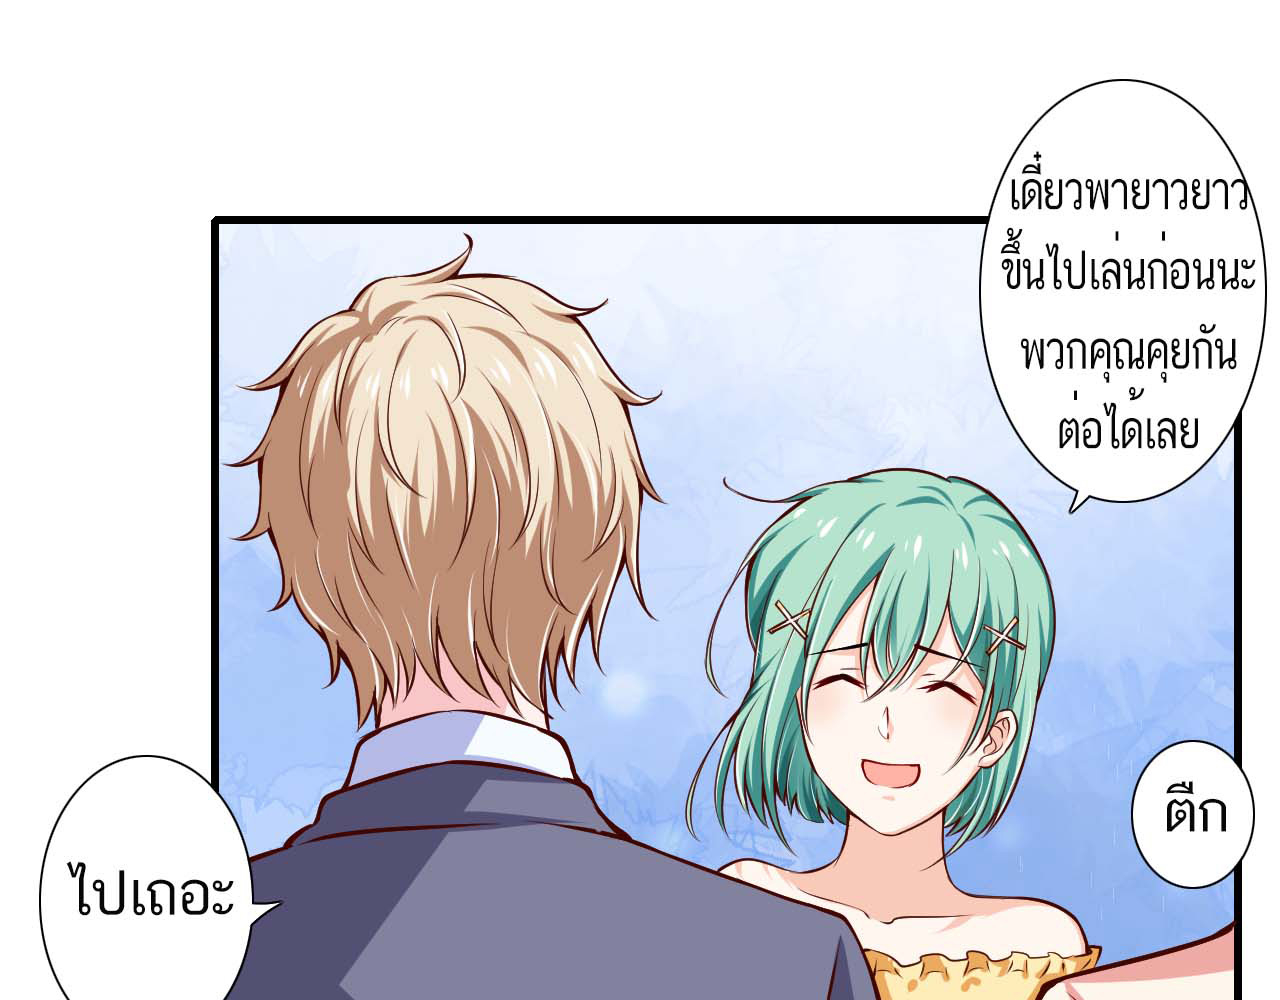 เดี๋ยวพายาวยาว
ขึ้นไปเล่นก่อนนะ
พวกคุณคุยกัน
ต่อได้เลย
ตึก
ไปเถอะ